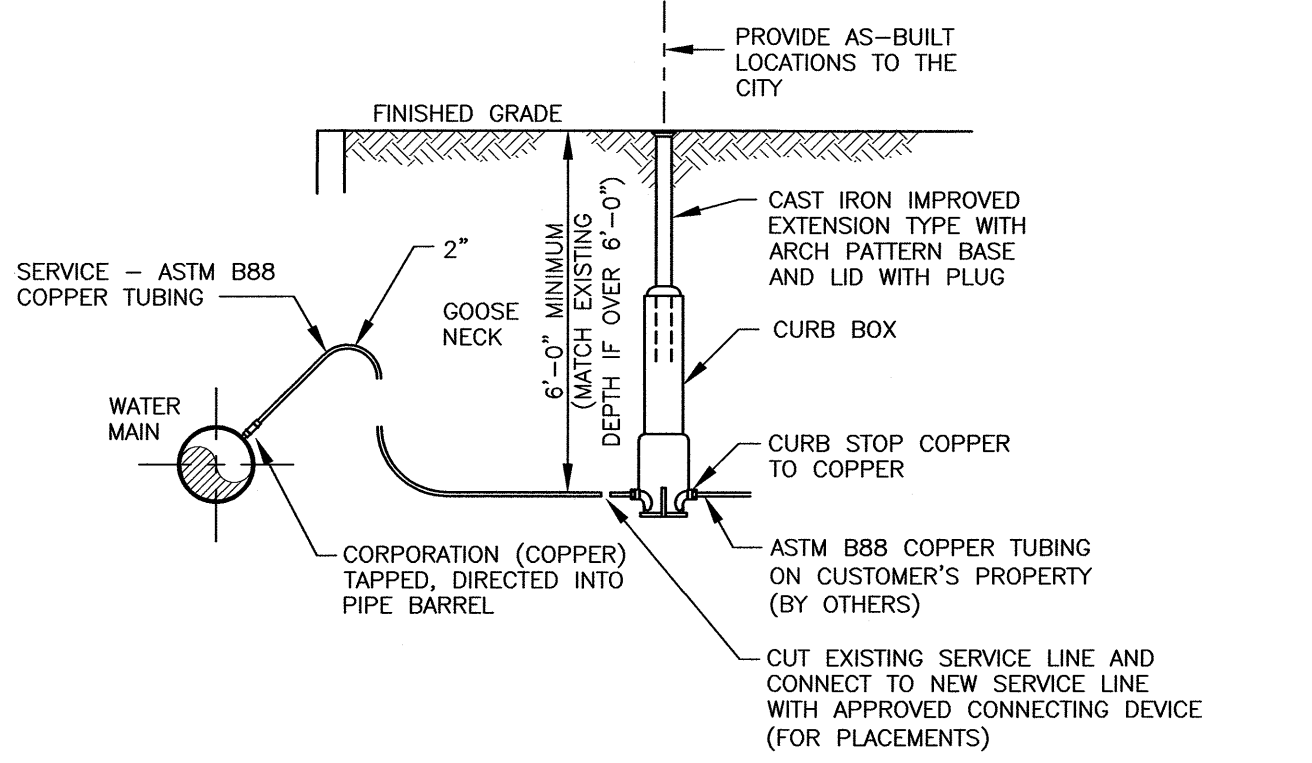 PROVIDE AS-BUILT
LOCATIONS TO THE
CITY
FINISHED GRADE
CAST IRON IMPROVED
EXTENSION TYPE WITH
ARCH PATTERN BASE
AND LID WITH PLUG
6'-0" MINIMUM
(MATCH EXISTING
DEPTH IF OVER 6'-0")
2"
SERVICE - ASTM B88
COPPER TUBING
GOOSE
NECK
CURB BOX
WATER
MAIN
CURB STOP COPPER
TO COPPER
CORPORATION (COPPER)
TAPPED, DIRECTED INTO
PIPE BARREL
ASTM B88 COPPER TUBING
ON CUSTOMER'S PROPERTY
(BY OTHERS)
CUT EXISTING SERVICE LINE AND
CONNECT TO NEW SERVICE LINE
WITH APPROVED CONNECTING DEVICE
(FOR PLACEMENTS)